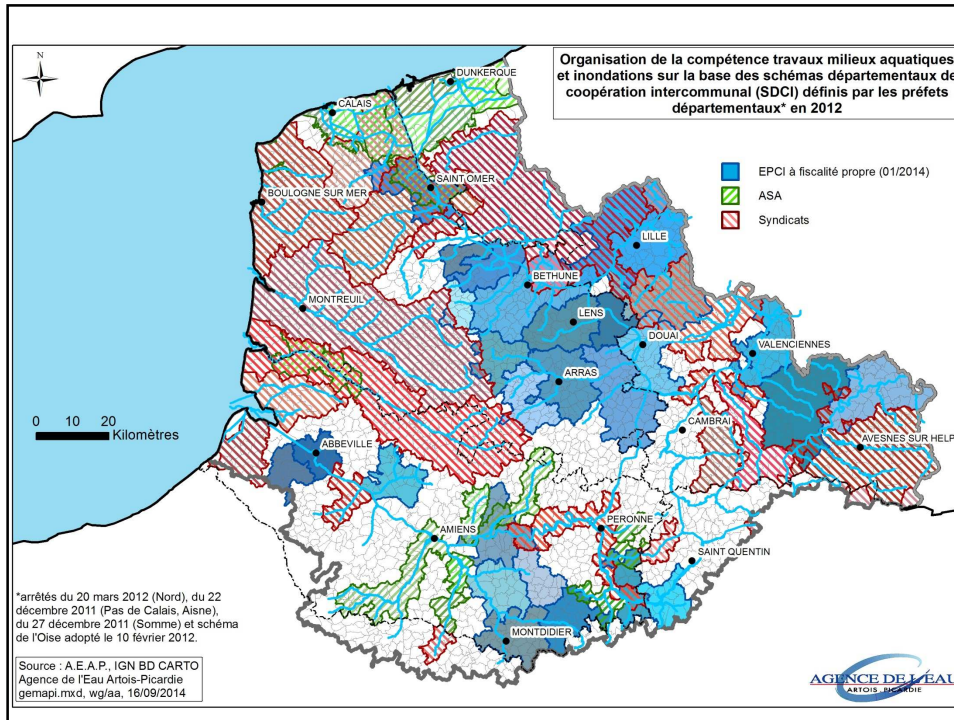 Organisation de la compétence travaux milieux aquatiques
et inondations sur la base des schémas départementaux de
coopération intercommunal (SDCI) définis par les préfets
départementaux* en 2012
N
DUNKERQUE
CALAIS
EPCI à fiscalité propre (01/2014)
ASA
Syndicats
SAINT OMER
BOULOGNE SUR MER
LILLE
BETHUNE
MONTREUIL
LENS
DOUAI
VALENCIENNES
ARRAS
0 10 20
Kilomètres
CAMBRAI
AVESNES SUR HELP
ABBEVILLE
AMIENS
PERONNE
SAINT QUENTIN
MONTDIDIER
*arrêtés du 20 mars 2012 (Nord), du 22
décembre 2011 (Pas de Calais, Aisne),
du 27 décembre 2011 (Somme) et schéma
de l'Oise adopté le 10 février 2012.
Source : A.E.A.P., IGN BD CARTO
Agence de l'Eau Artois-Picardie
gemapi.mxd, wg/aa, 16/09/2014
AGENCE DE L'EAU
ARTOIS PICARDIE